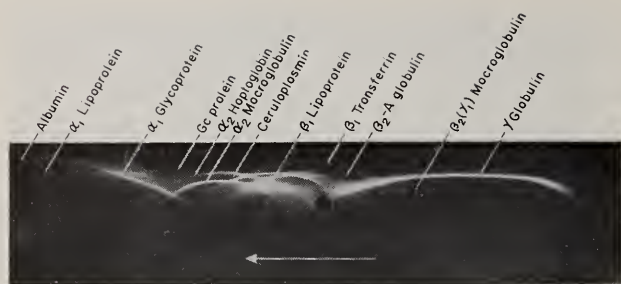 Albumin
α₁ Lipoprotein
α₁ Glycoprotein
Gc protein
α₂ Haptoglobin
α₂ Macroglobulin
Ceruloplasmin
β₁ Lipoprotein
β₁ Transferrin
β₂-A globulin
β₂(γ₁) Macroglobulin
γ Globulin